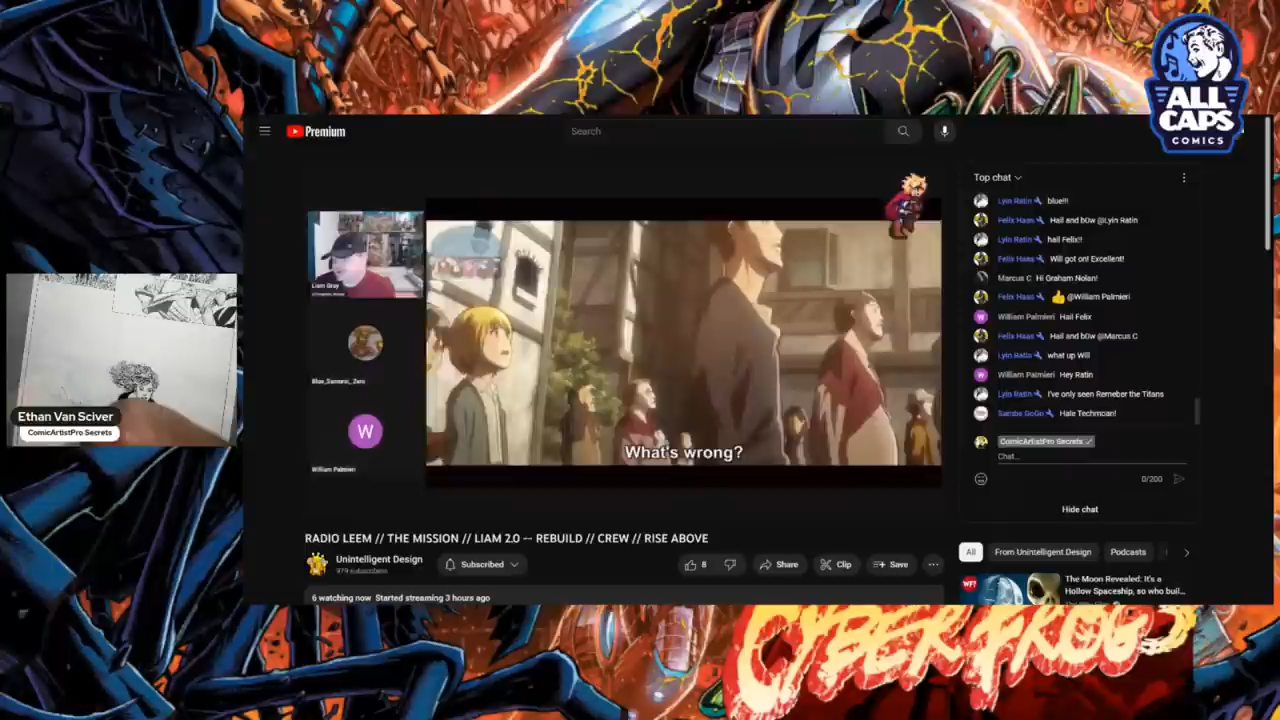 ALL
CAPS
COMICS
Premium
Search
Top chat
Lyin Ratin blue!!!
Felix Haas Hail and b0w @Lyin Ratin
Lyin Ratin hail Felix!!
Felix Haas Will got on! Excellent!
Marcus C Hi Graham Nolan!
Felix Haas @William Palmieri
William Palmieri Hail Felix
Felix Haas Hail and b0w @Marcus C
Lyin Ratin what up Will
William Palmieri Hey Ratin
Lyin Ratin I've only seen Remeber the Titans
Sambe GoGo Hale Techmoan!
ComicArtistPro Secrets
Chat...
0/200
Hide chat
Liam Gray
Blue_Samurai_Zero
W
William Palmieri
What's wrong?
Ethan Van Sciver
ComicArtistPro Secrets
RADIO LEEM // THE MISSION // LIAM 2.0 -- REBUILD // CREW // RISE ABOVE
Unintelligent Design
979 subscribers
Subscribed
8
Share
Clip
Save
6 watching now Started streaming 3 hours ago
All
From Unintelligent Design
Podcasts
WF!
The Moon Revealed: It's a
Hollow Spaceship, so who buil...
CYBERFROG